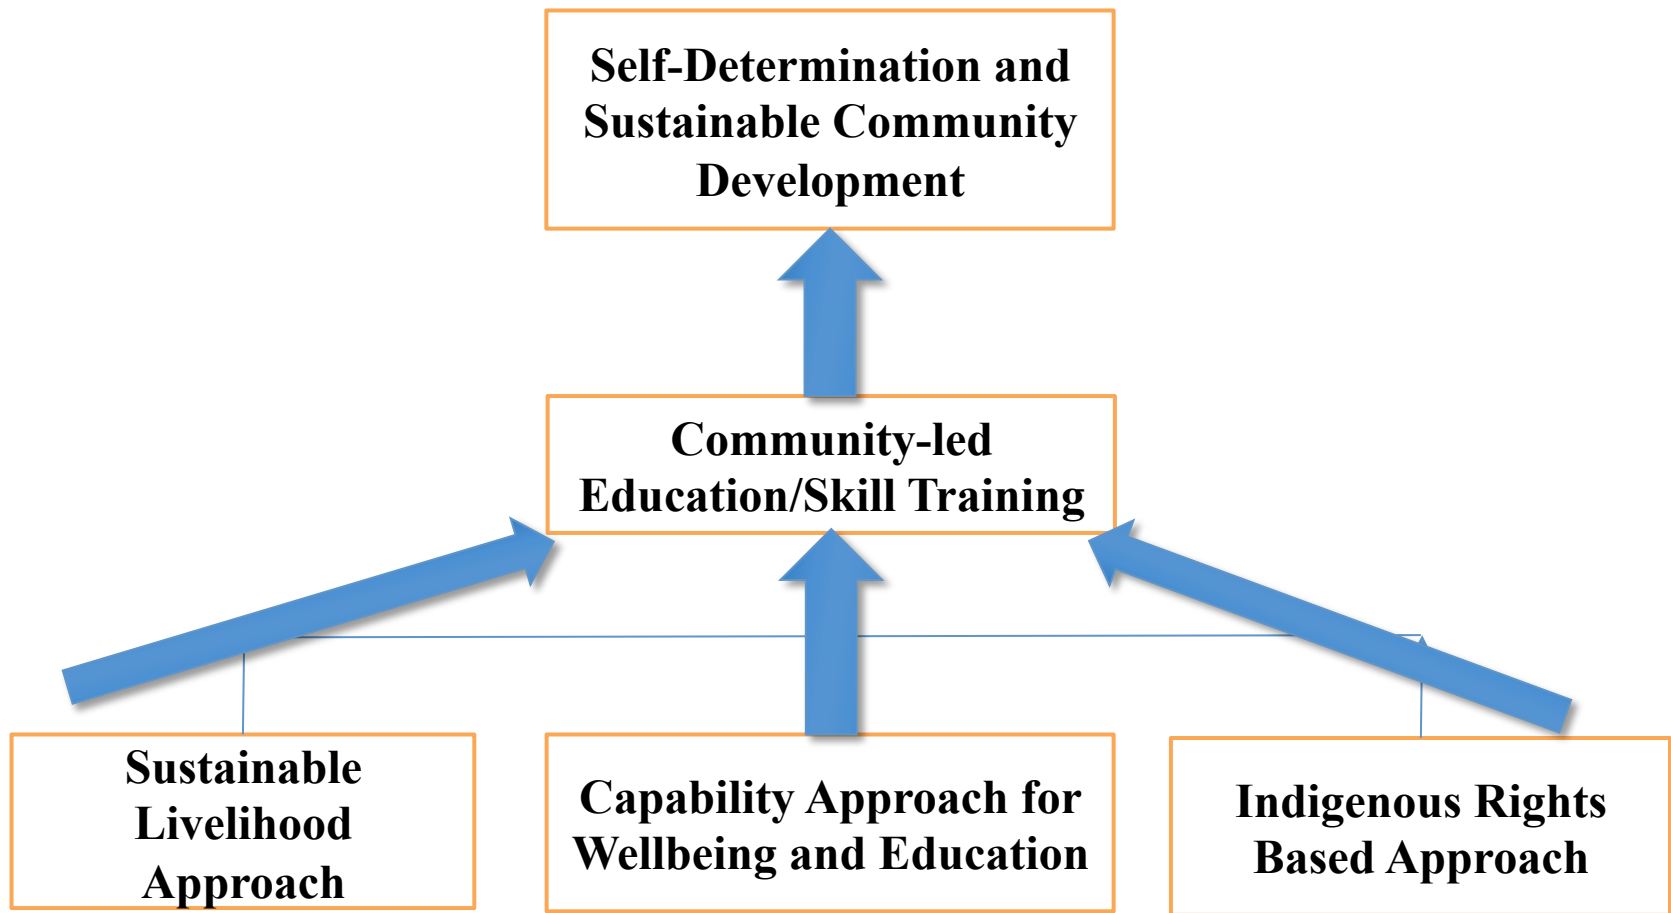 Self-Determination and
Sustainable Community
Development
Community-led
Education/Skill Training
Sustainable
Livelihood
Approach
Capability Approach for
Wellbeing and Education
Indigenous Rights
Based Approach